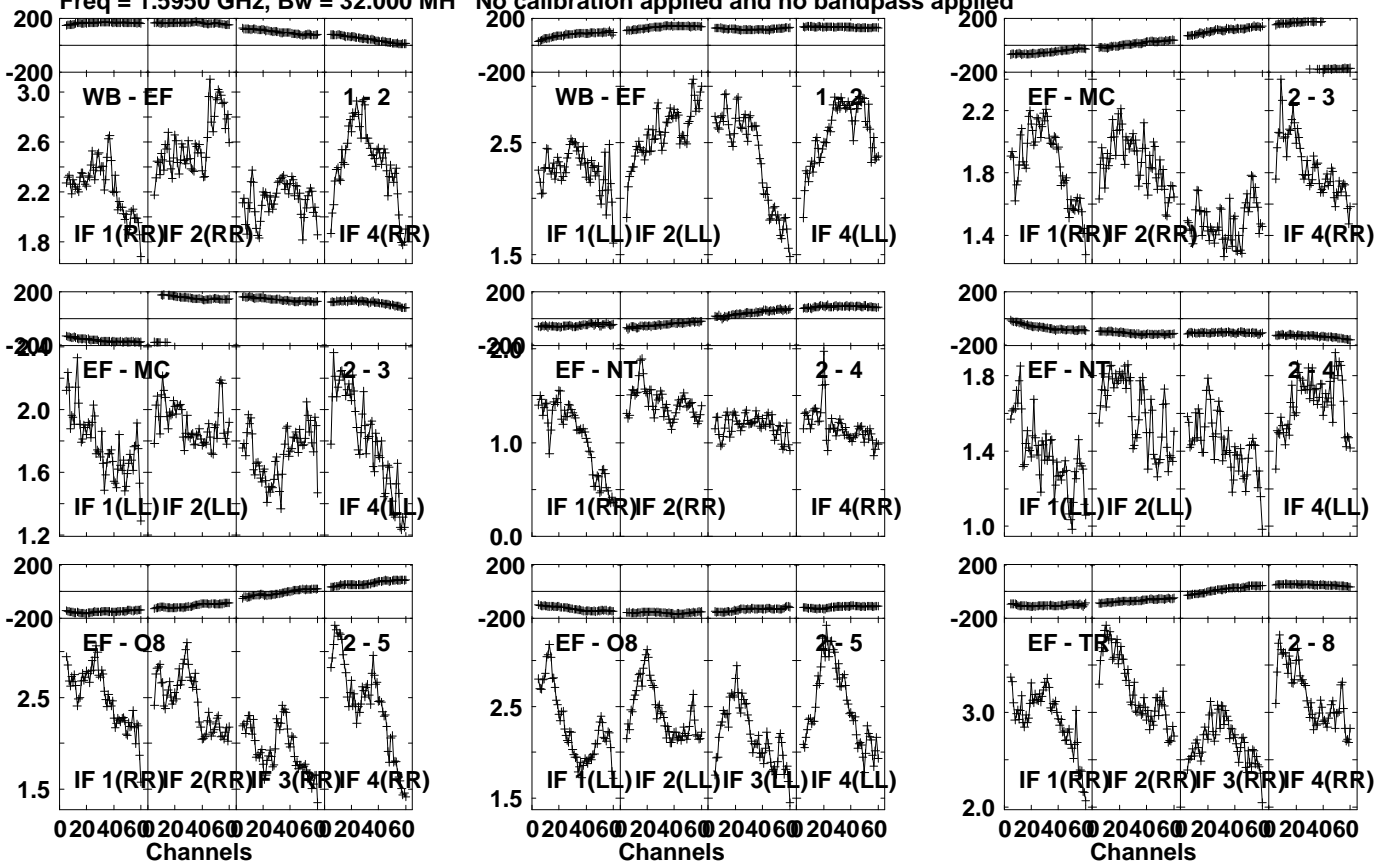 Freq = 1.5950 GHz, Bw = 32.000 MH No calibration applied and no bandpass applied
200 200 200
-200 -200 -200
WB - EF 1 - 2 WB - EF 1 - 2 EF - MC 2 - 3
3.0
2.6
2.2
1.8
2.5
1.5
2.2
1.8
1.4
IF 1(RR) IF 2(RR) IF 4(RR) IF 1(LL) IF 2(LL) IF 4(LL) IF 1(RR) IF 2(RR) IF 4(RR)
200 200 200
-200 -200 -200
EF - MC 2 - 3 EF - NT 2 - 4 EF - NT 2 - 4
2.4
2.0
1.6
1.2
2.0
1.0
0.0
1.8
1.4
1.0
IF 1(LL) IF 2(LL) IF 4(LL) IF 1(RR) IF 2(RR) IF 4(RR) IF 1(LL) IF 2(LL) IF 4(LL)
200 200 200
-200 -200 -200
EF - O8 2 - 5 EF - O8 2 - 5 EF - TR 2 - 8
2.5
1.5
2.5
1.5
3.0
2.0
IF 1(RR) IF 2(RR) IF 3(RR) IF 4(RR) IF 1(LL) IF 2(LL) IF 3(LL) IF 4(LL) IF 1(RR) IF 2(RR) IF 3(RR) IF 4(RR)
0 20 40 60 0 20 40 60 0 20 40 60 0 20 40 60 0 20 40 60 0 20 40 60 0 20 40 60 0 20 40 60 0 20 40 60 0 20 40 60 0 20 40 60 0 20 40 60
Channels Channels Channels